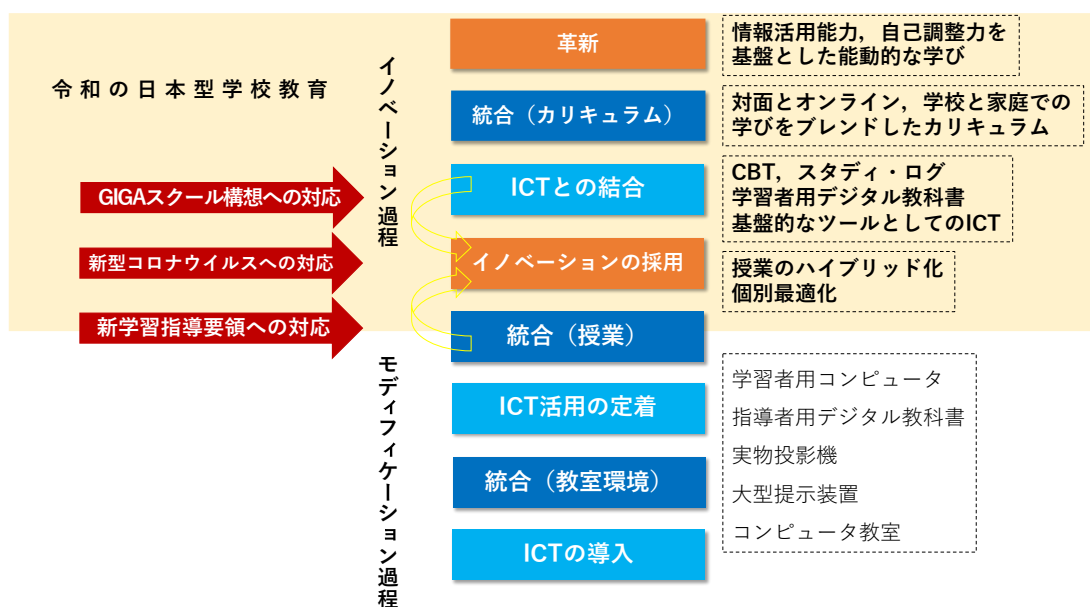 令和の日本型学校教育
イノベーション過程
モディフィケーション過程
GIGAスクール構想への対応
新型コロナウイルスへの対応
新学習指導要領への対応
革新
統合（カリキュラム）
ICTとの結合
イノベーションの採用
統合（授業）
ICT活用の定着
統合（教室環境）
ICTの導入
情報活用能力，自己調整力を
基盤とした能動的な学び
対面とオンライン，学校と家庭での
学びをブレンドしたカリキュラム
CBT，スタディ・ログ
学習者用デジタル教科書
基盤的なツールとしてのICT
授業のハイブリッド化
個別最適化
学習者用コンピュータ
指導者用デジタル教科書
実物投影機
大型提示装置
コンピュータ教室